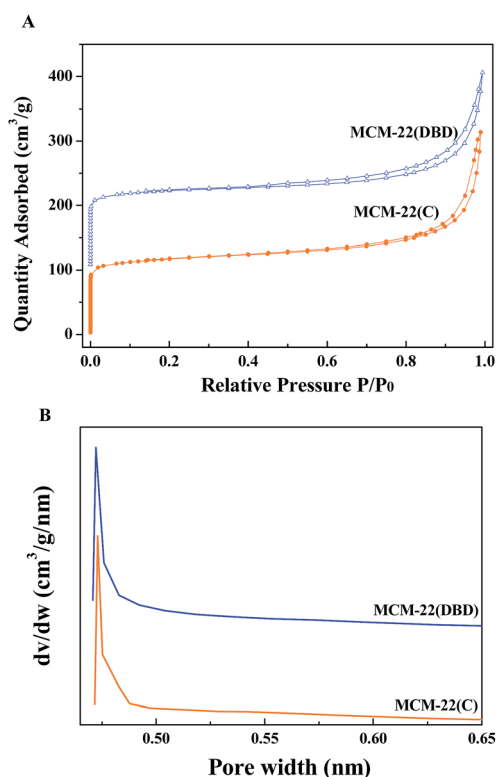 A
Quantity Adsorbed (cm³/g)
400
300
200
100
0
MCM-22(DBD)
MCM-22(C)
0.0 0.2 0.4 0.6 0.8 1.0
Relative Pressure P/P₀
B
dv/dw (cm³/g/nm)
MCM-22(DBD)
MCM-22(C)
0.50 0.55 0.60 0.65
Pore width (nm)